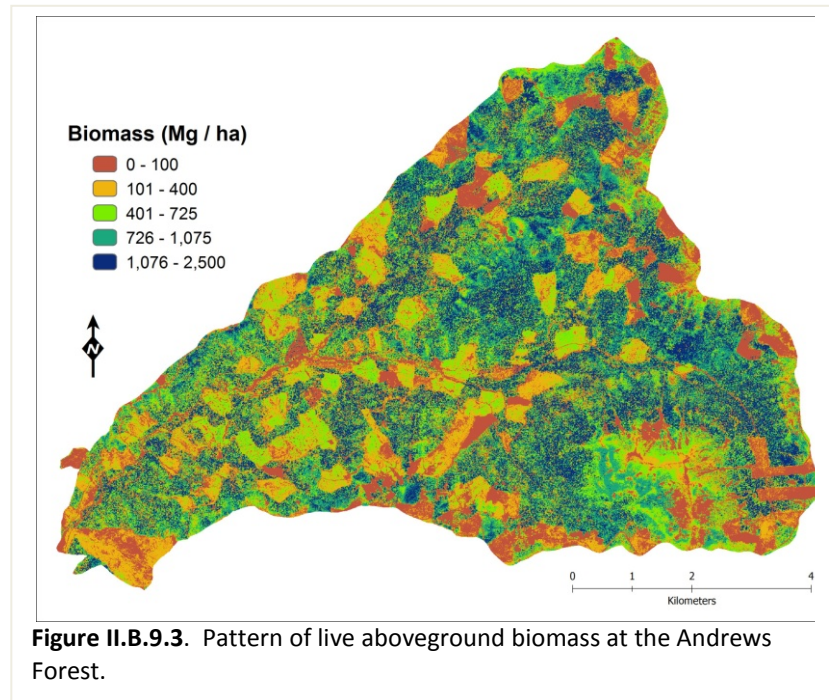 Biomass (Mg / ha)
0 - 100
101 - 400
401 - 725
726 - 1,075
1,076 - 2,500
N
0 1 2 4
Kilometers
Figure II.B.9.3. Pattern of live aboveground biomass at the Andrews
Forest.